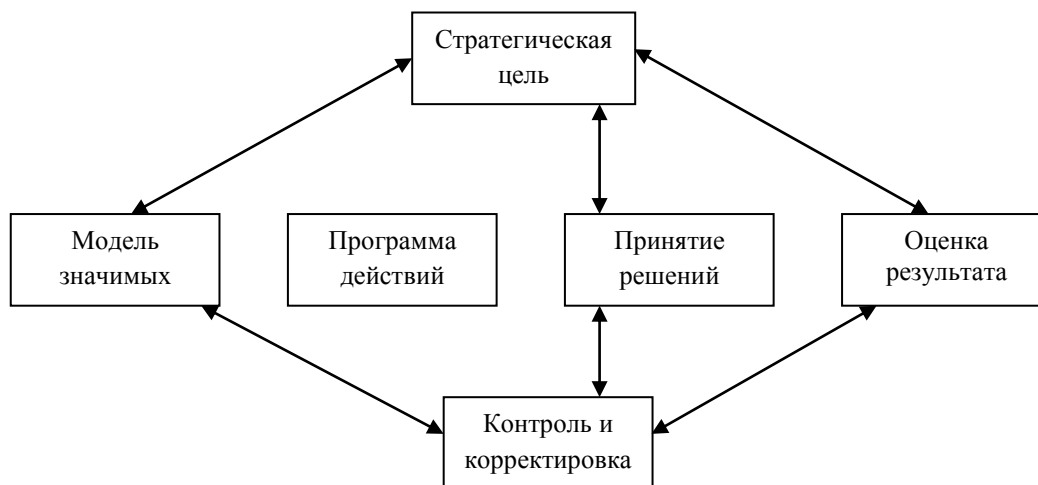 Стратегическая
цель
Модель
значимых
Программа
действий
Принятие
решений
Оценка
результата
Контроль и
корректировка